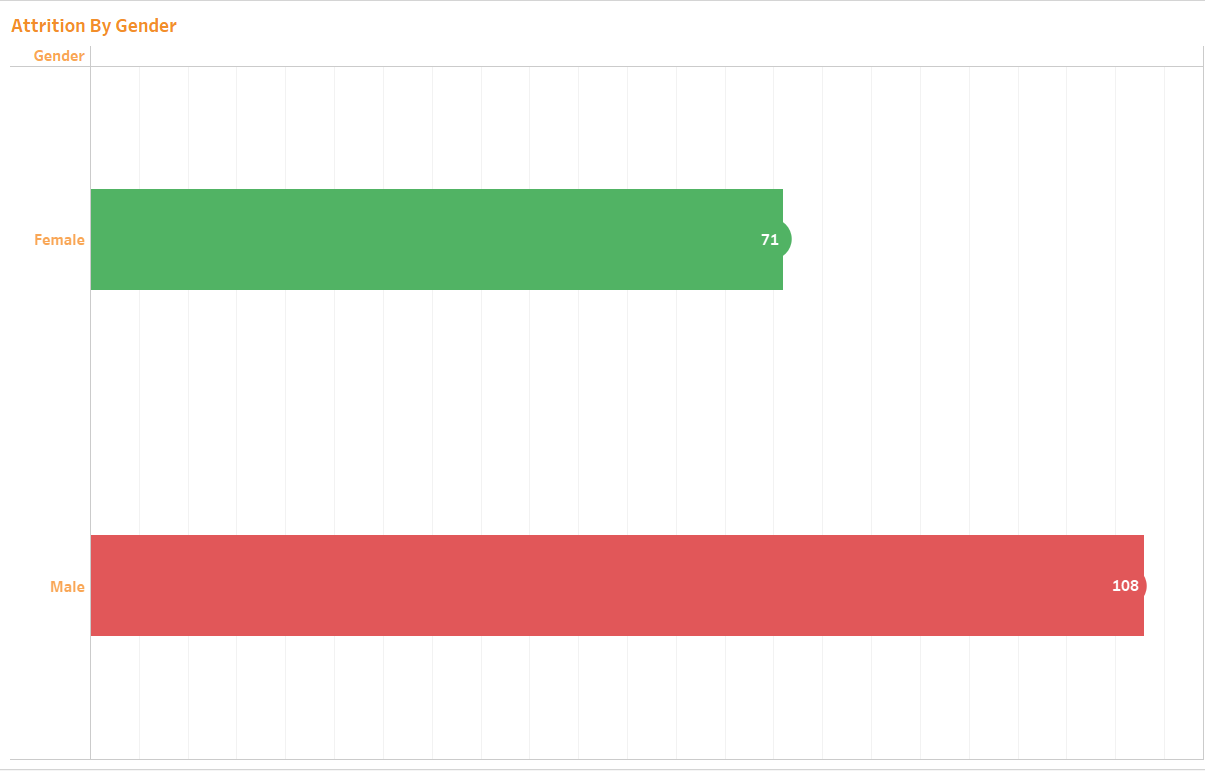 Attrition By Gender
Gender
Female
71
Male
108